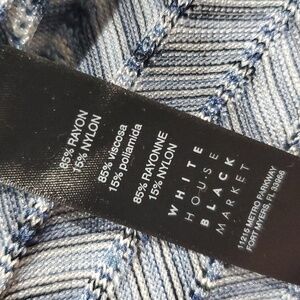 85% RAYON
15% NYLON
85% viscosa
15% poliamida
85% RAYONNE
15% NYLON
WHITE
HOUSE
BLACK
MARKET
11215 METRO PARKWAY
FORT MYERS, FL 33966